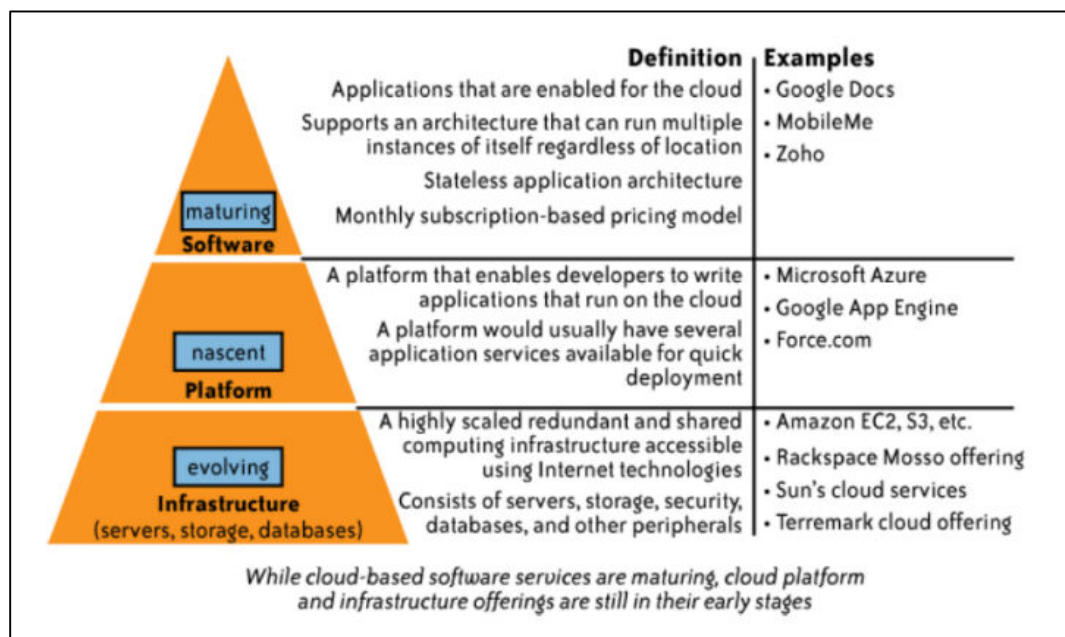 Definition
Examples
Applications that are enabled for the cloud
Supports an architecture that can run multiple
instances of itself regardless of location
Stateless application architecture
Monthly subscription-based pricing model
• Google Docs
• MobileMe
• Zoho
maturing
Software
A platform that enables developers to write
applications that run on the cloud
A platform would usually have several
application services available for quick
deployment
• Microsoft Azure
• Google App Engine
• Force.com
nascent
Platform
A highly scaled redundant and shared
computing infrastructure accessible
using Internet technologies
Consists of servers, storage, security,
databases, and other peripherals
• Amazon EC2, S3, etc.
• Rackspace Mosso offering
• Sun's cloud services
• Terremark cloud offering
evolving
Infrastructure
(servers, storage, databases)
While cloud-based software services are maturing, cloud platform
and infrastructure offerings are still in their early stages